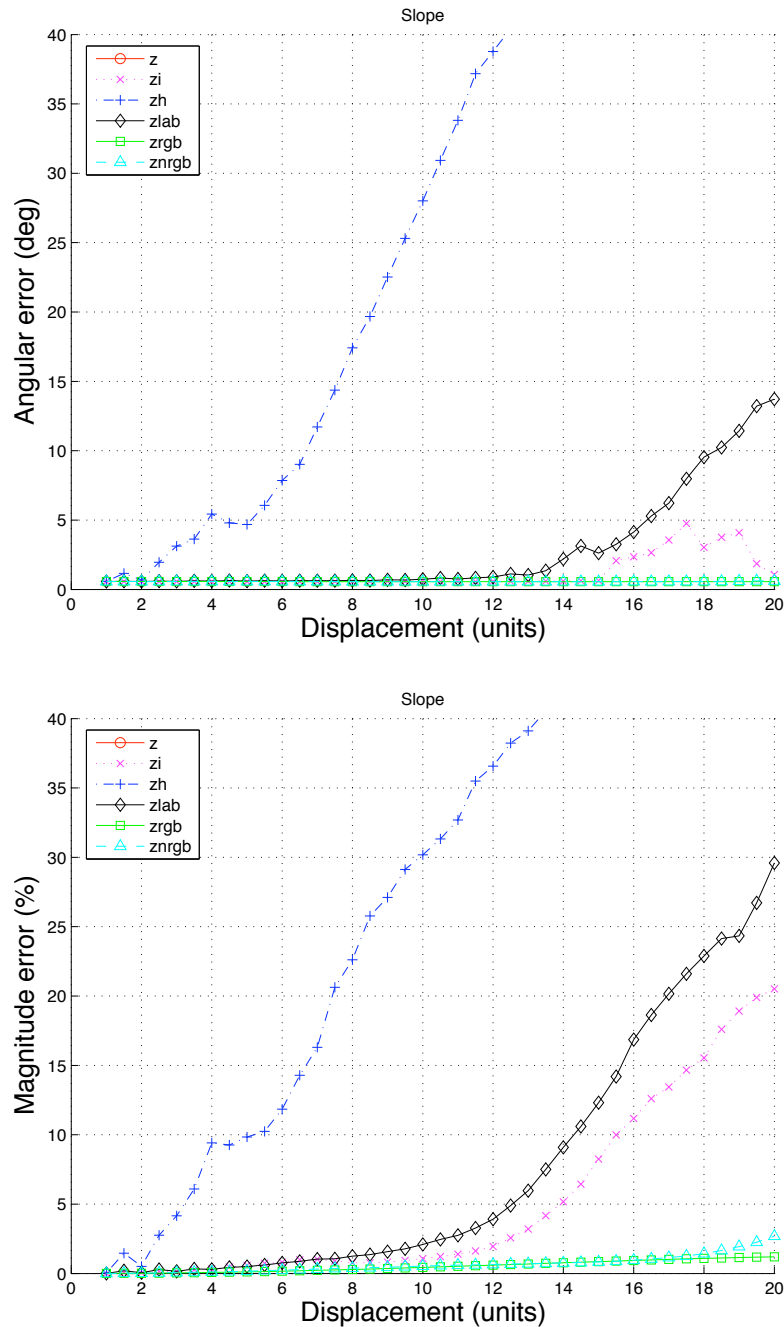 Slope
40
35
30
25
20
15
10
5
0
Angular error (deg)
z
zi
zh
zlab
zrgb
znrgb
0 2 4 6 8 10 12 14 16 18 20
Displacement (units)
Slope
40
35
30
25
20
15
10
5
0
Magnitude error (%)
z
zi
zh
zlab
zrgb
znrgb
0 2 4 6 8 10 12 14 16 18 20
Displacement (units)